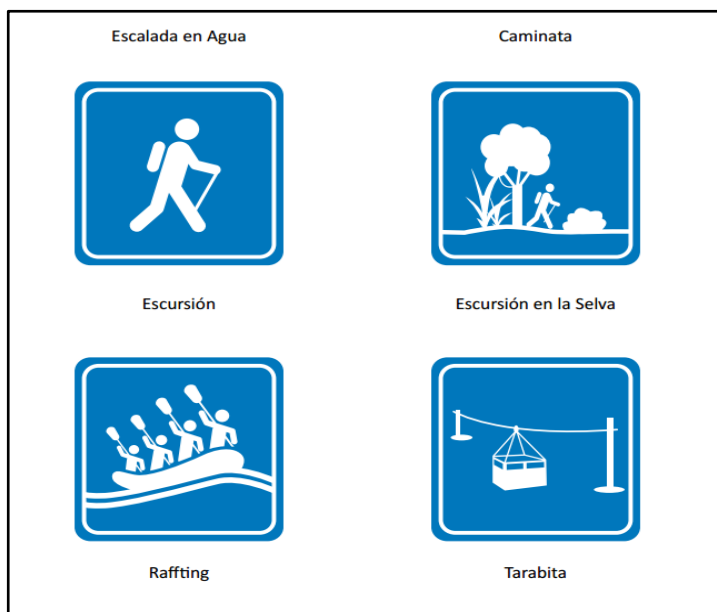 Escalada en Agua
Caminata
Escursión
Escursión en la Selva
Raffting
Tarabita